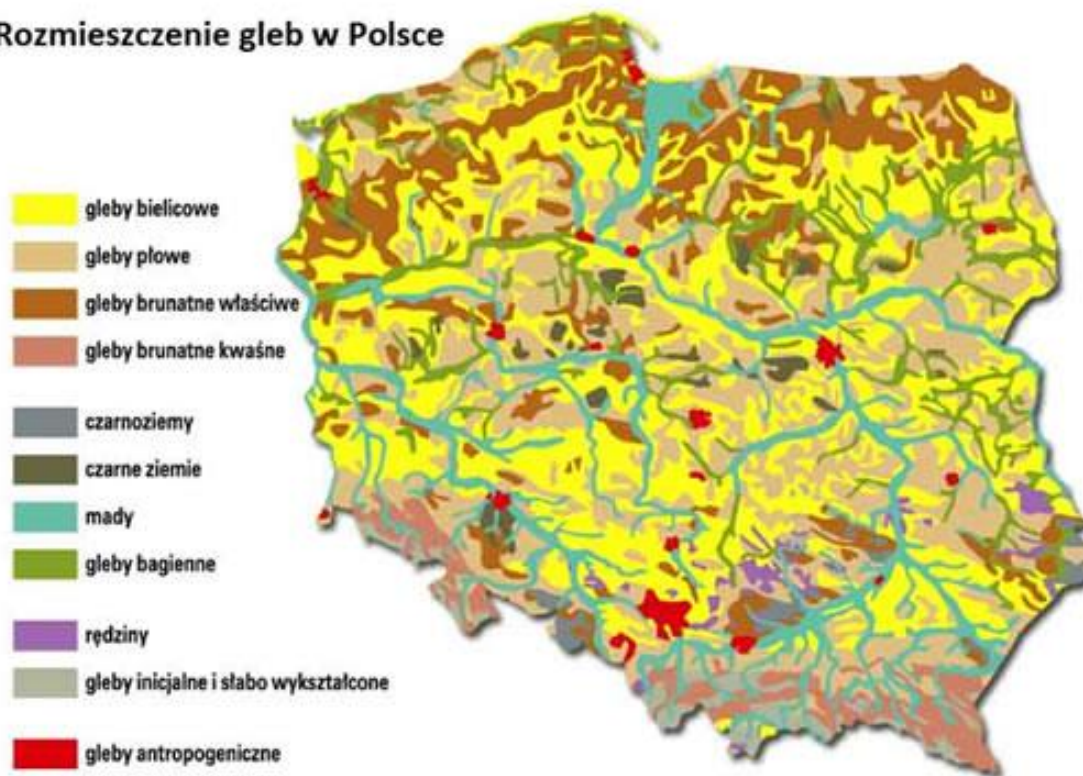 Rozmieszczenie gleb w Polsce
gleby bielicowe
gleby płowe
gleby brunatne właściwe
gleby brunatne kwaśne
czarnoziemy
czarne ziemie
mady
gleby bagienne
rędziny
gleby inicjalne i słabo wykształcone
gleby antropogeniczne